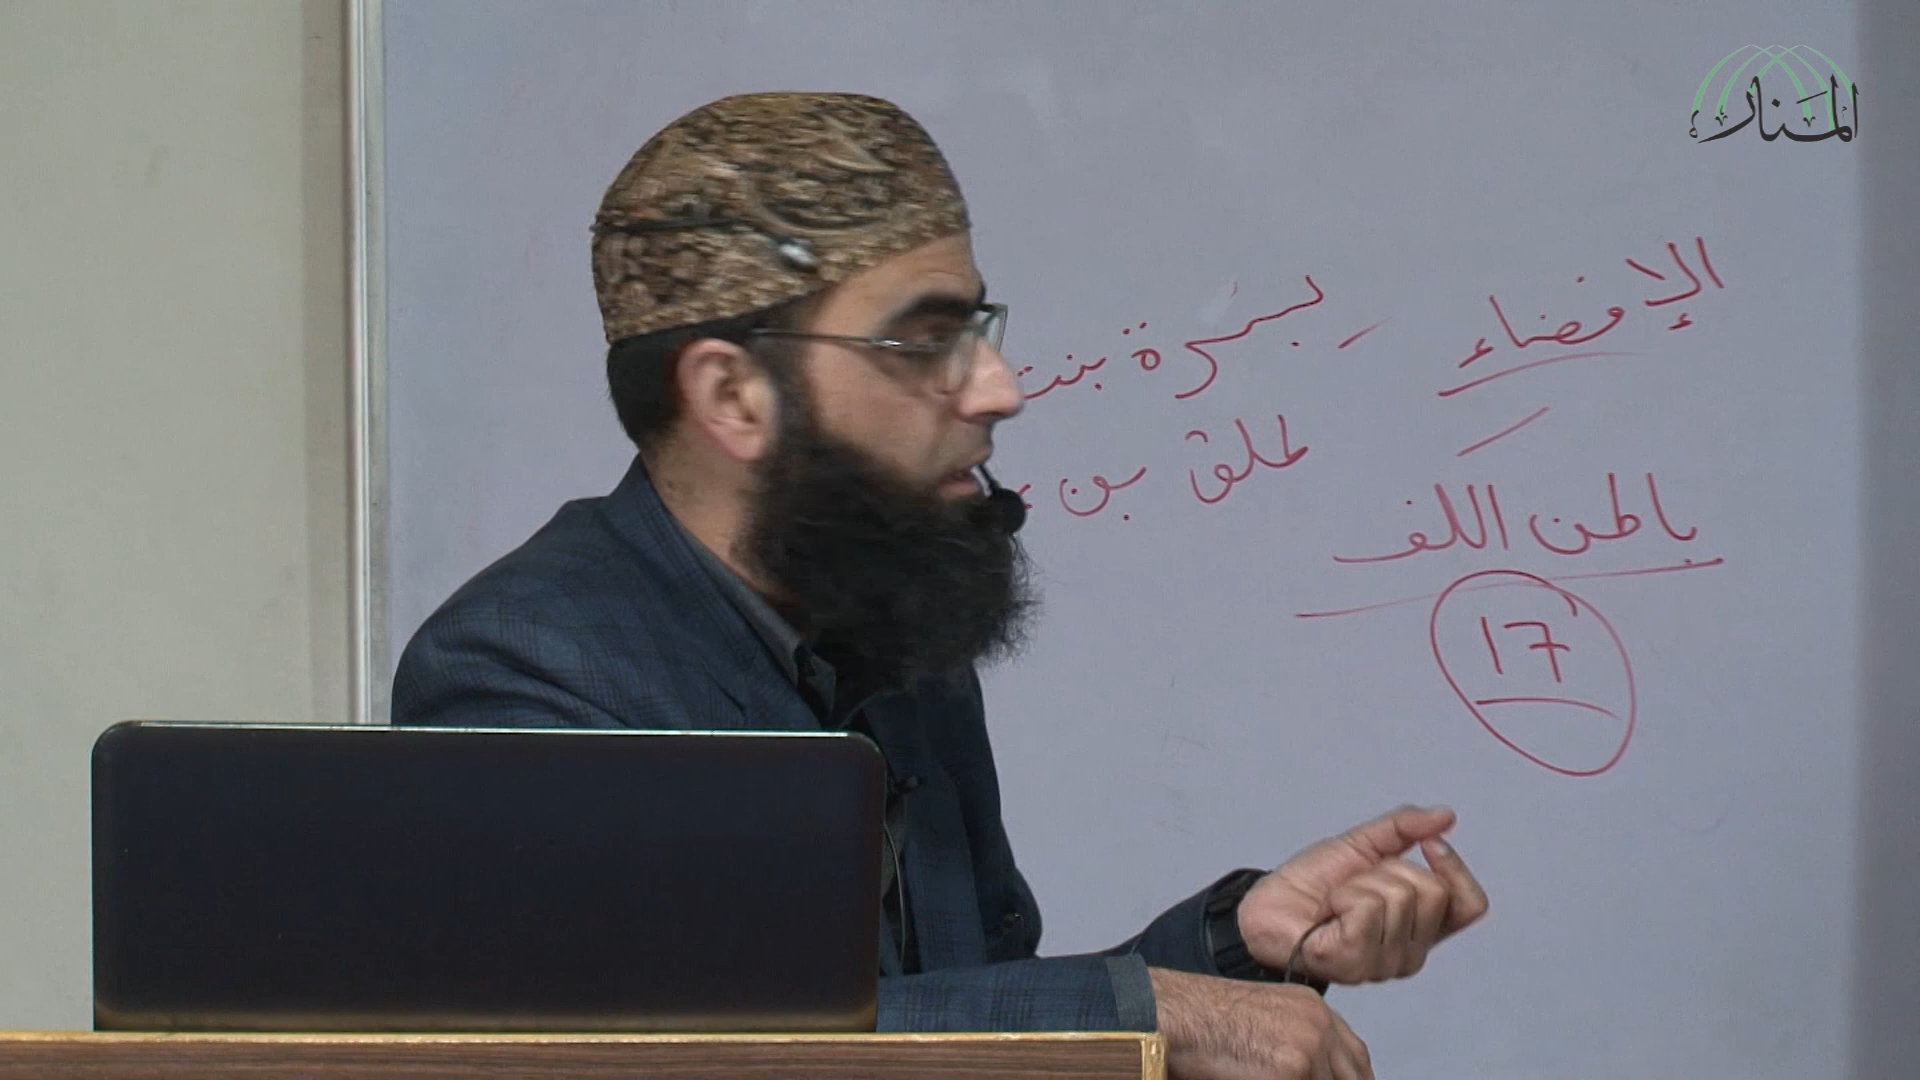 المنار
الإفضاء
بسرة بنت
باطن الكف
طلق بن
17